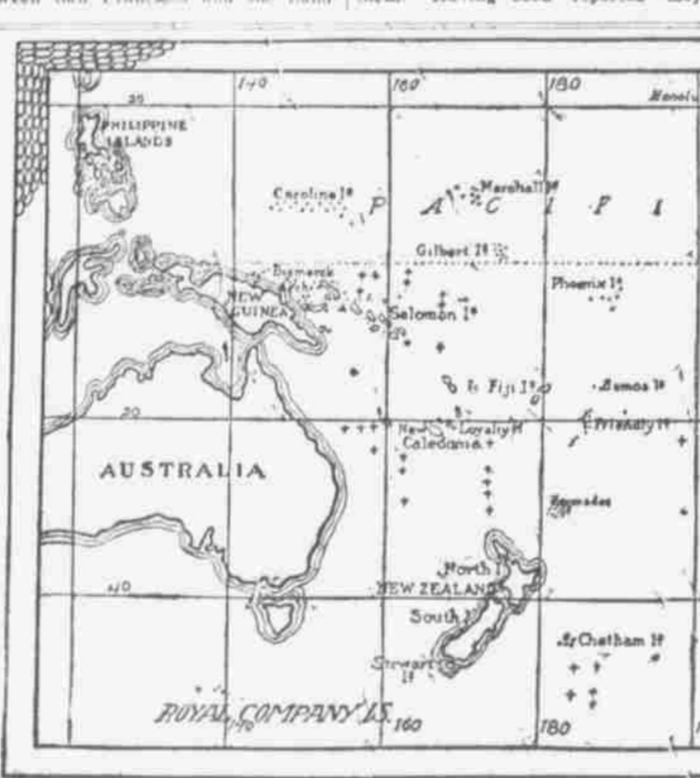 140 160 180
20
Honolu
PHILIPPINE
ISLANDS
Caroline Is
Marshall Is
P A C I F I
Gilbert Is
Bismarck
Arch.
NEW
GUINEA
Phoenix Is
Solomon Is
Fiji Is
Samoa Is
20
New
Loyalty Is
Friendly Is
Caledonia
AUSTRALIA
Kermadec
North I
40
NEW ZEALAND
South I
Chatham Is
Stewart
Is
ROYAL COMPANY IS.
140 160 180